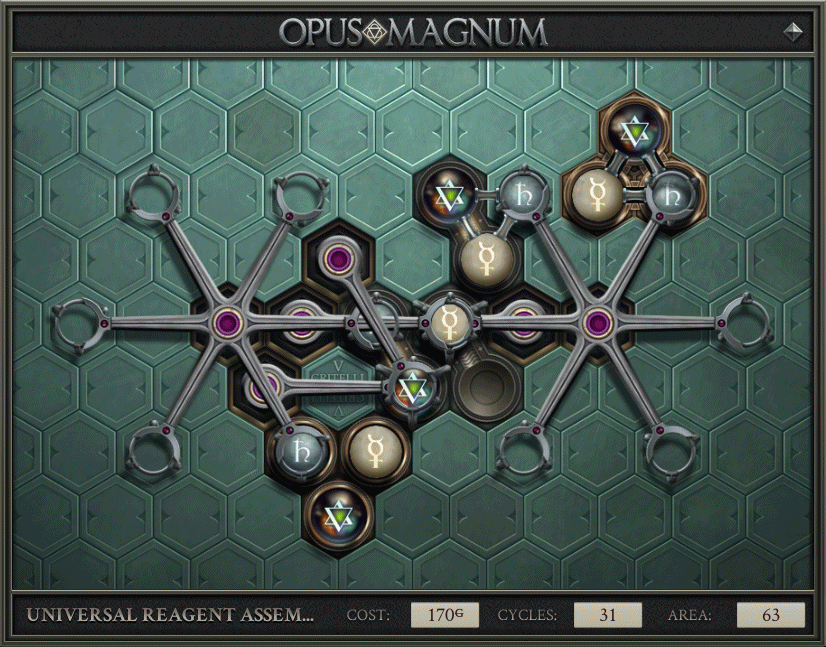 OPUS MAGNUM
UNIVERSAL REAGENT ASSEM... COST: 170G CYCLES: 31 AREA: 63